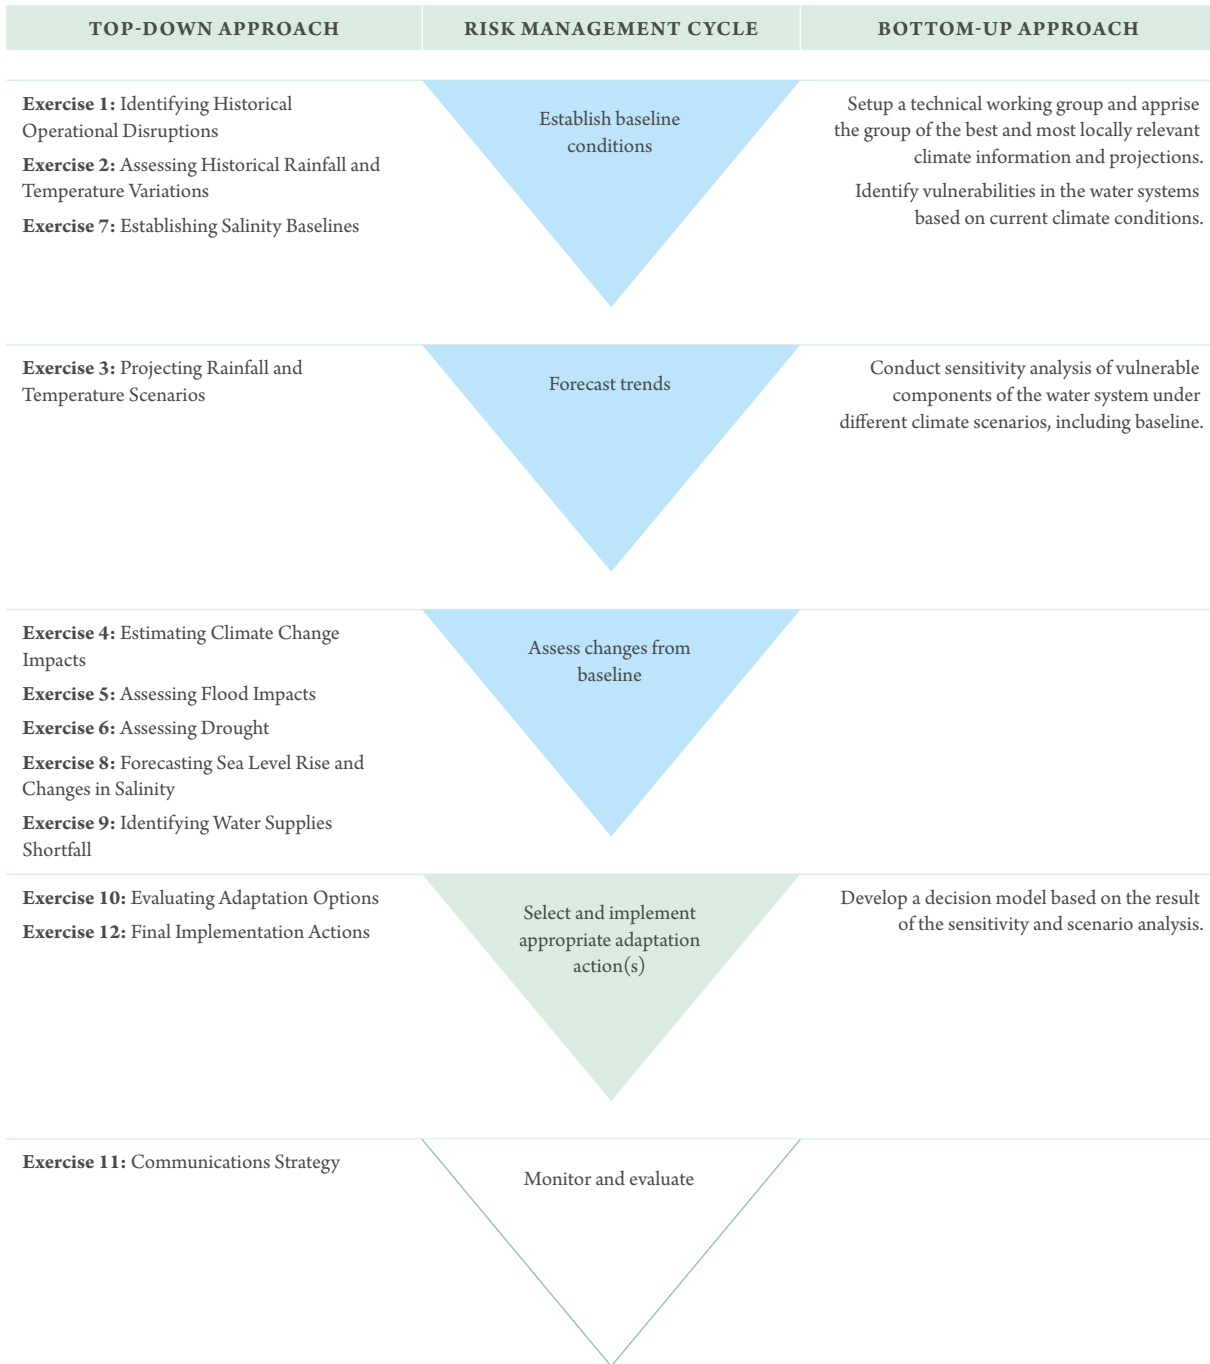 TOP-DOWN APPROACH
RISK MANAGEMENT CYCLE
BOTTOM-UP APPROACH
Exercise 1: Identifying Historical
Operational Disruptions
Exercise 2: Assessing Historical Rainfall and
Temperature Variations
Exercise 7: Establishing Salinity Baselines
Establish baseline
conditions
Setup a technical working group and apprise
the group of the best and most locally relevant
climate information and projections.
Identify vulnerabilities in the water systems
based on current climate conditions.
Exercise 3: Projecting Rainfall and
Temperature Scenarios
Forecast trends
Conduct sensitivity analysis of vulnerable
components of the water system under
different climate scenarios, including baseline.
Exercise 4: Estimating Climate Change
Impacts
Exercise 5: Assessing Flood Impacts
Exercise 6: Assessing Drought
Exercise 8: Forecasting Sea Level Rise and
Changes in Salinity
Exercise 9: Identifying Water Supplies
Shortfall
Assess changes from
baseline
Exercise 10: Evaluating Adaptation Options
Exercise 12: Final Implementation Actions
Select and implement
appropriate adaptation
action(s)
Develop a decision model based on the result
of the sensitivity and scenario analysis.
Exercise 11: Communications Strategy
Monitor and evaluate